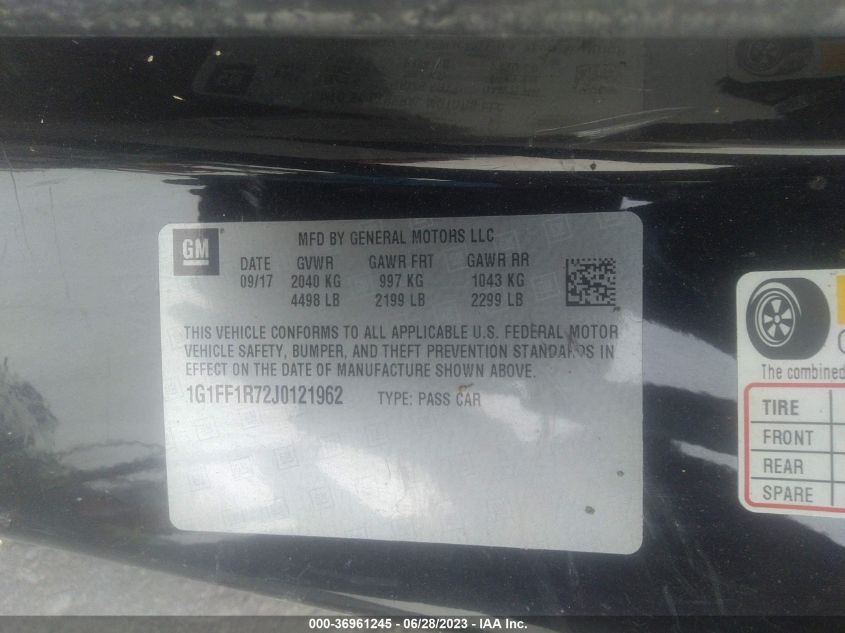 GM
MFD BY GENERAL MOTORS LLC
DATE GVWR GAWR FRT GAWR RR
09/17 2040 KG 997 KG 1043 KG
4498 LB 2199 LB 2299 LB
THIS VEHICLE CONFORMS TO ALL APPLICABLE U.S. FEDERAL MOTOR
VEHICLE SAFETY, BUMPER, AND THEFT PREVENTION STANDARDS IN
EFFECT ON THE DATE OF MANUFACTURE SHOWN ABOVE.
1G1FF1R72J0121962 TYPE: PASS CAR
The combined
TIRE
FRONT
REAR
SPARE
000-36961245 - 06/28/2023 - IAA Inc.